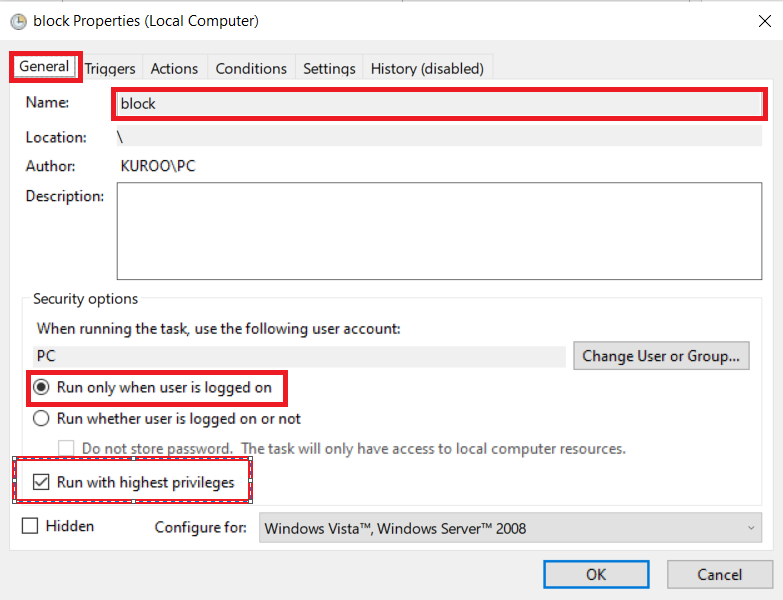 block Properties (Local Computer)
General Triggers Actions Conditions Settings History (disabled)
Name: block
Location: \
Author: KUROO\PC
Description:
Security options
When running the task, use the following user account:
PC Change User or Group...
Run only when user is logged on
Run whether user is logged on or not
Do not store password. The task will only have access to local computer resources.
Run with highest privileges
Hidden Configure for: Windows Vista™, Windows Server™ 2008
OK Cancel